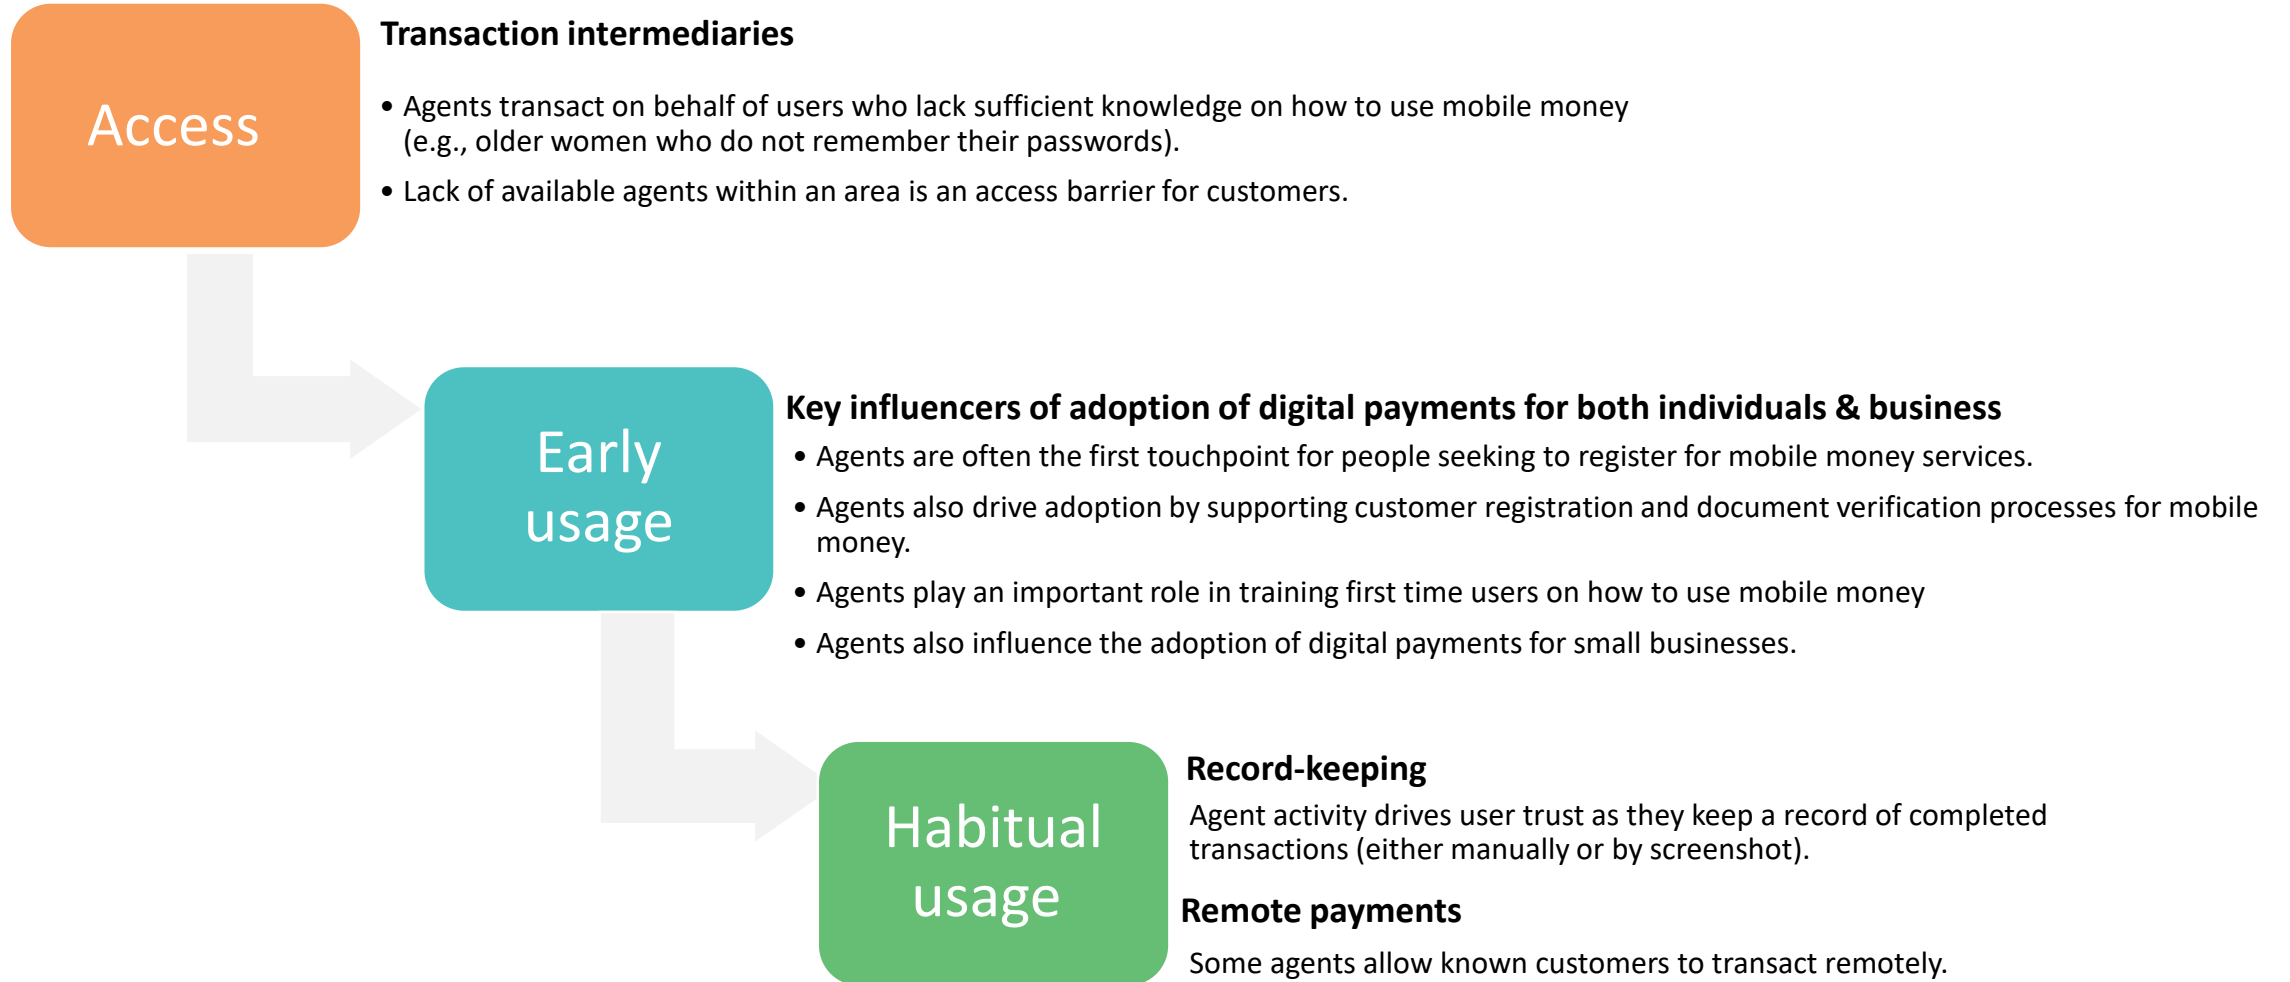 Access
Transaction intermediaries
• Agents transact on behalf of users who lack sufficient knowledge on how to use mobile money
(e.g., older women who do not remember their passwords).
• Lack of available agents within an area is an access barrier for customers.
Early
usage
Key influencers of adoption of digital payments for both individuals & business
• Agents are often the first touchpoint for people seeking to register for mobile money services.
• Agents also drive adoption by supporting customer registration and document verification processes for mobile
money.
• Agents play an important role in training first time users on how to use mobile money
• Agents also influence the adoption of digital payments for small businesses.
Habitual
usage
Record-keeping
Agent activity drives user trust as they keep a record of completed
transactions (either manually or by screenshot).
Remote payments
Some agents allow known customers to transact remotely.